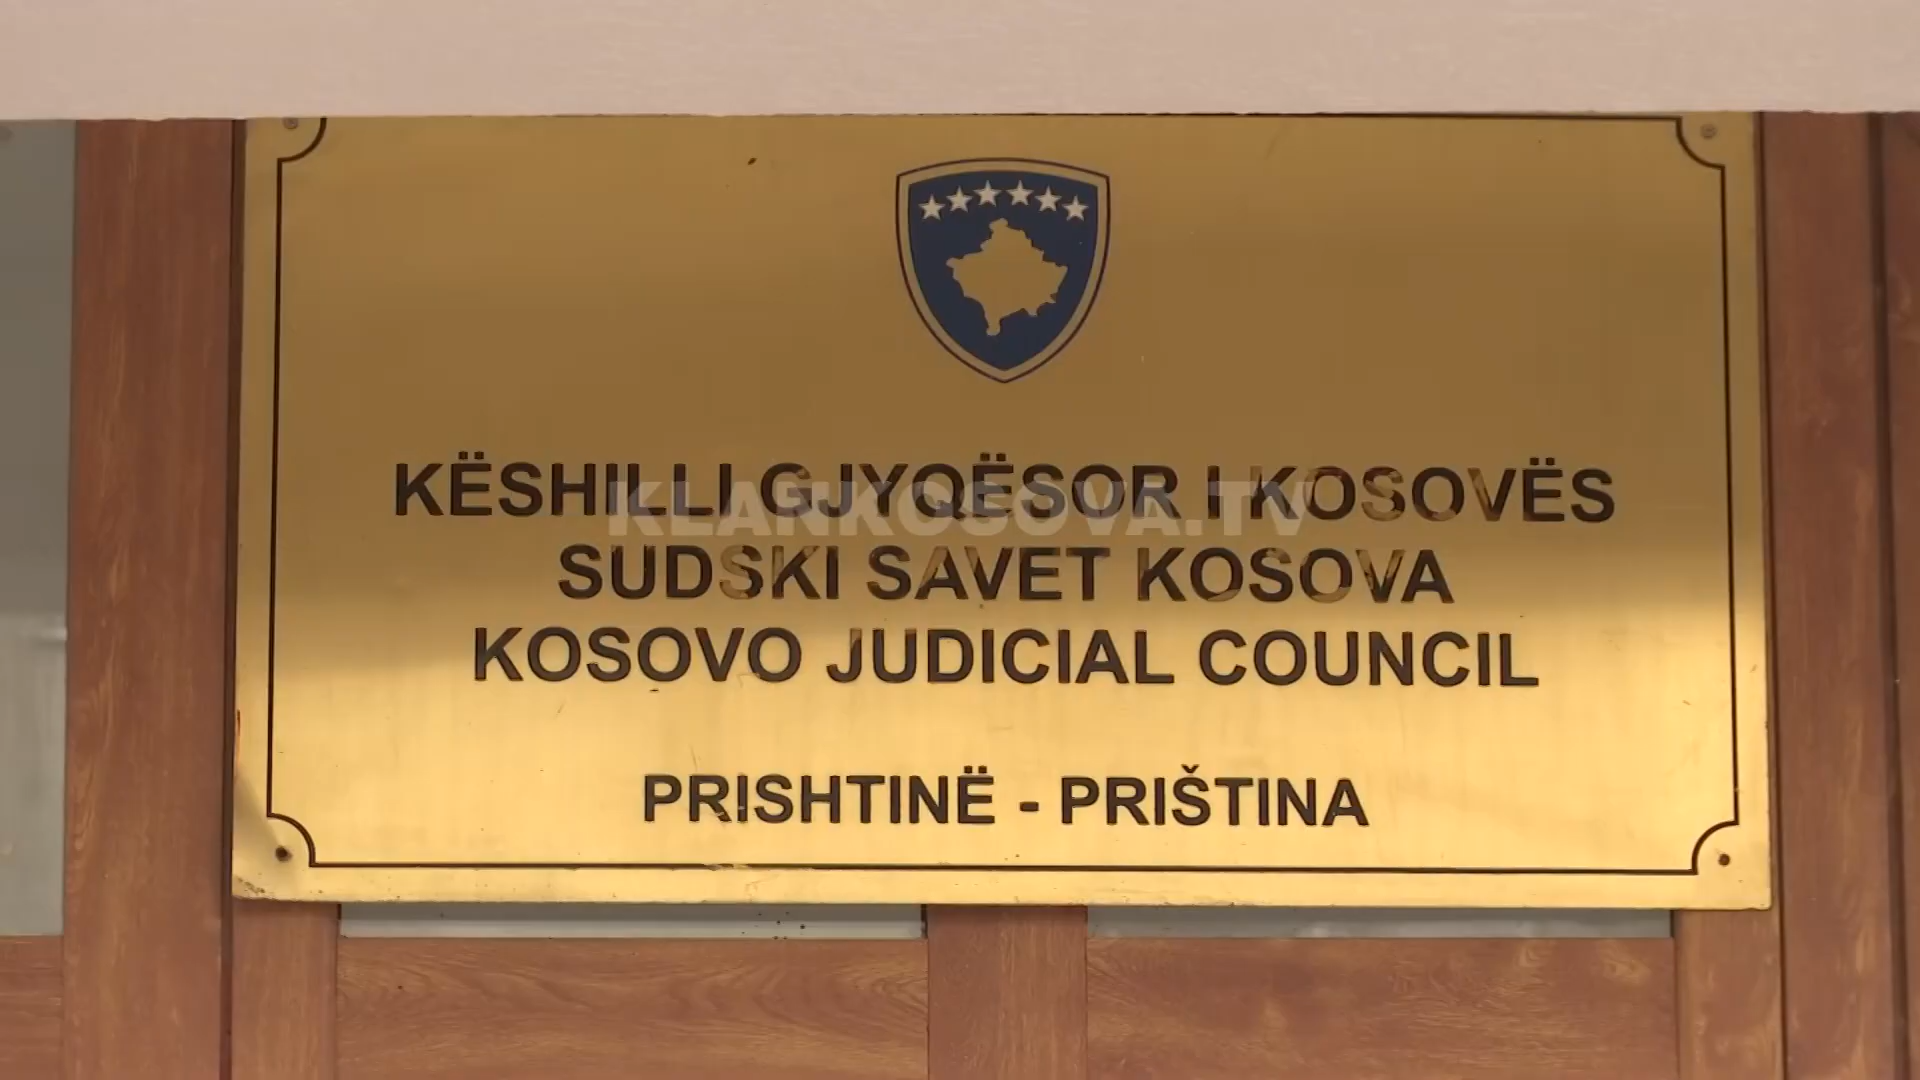 KËSHILLI GJYQËSOR I KOSOVËS
KLANKOSOVA.TV
SUDSKI SAVET KOSOVA
KOSOVO JUDICIAL COUNCIL
PRISHTINË - PRIŠTINA